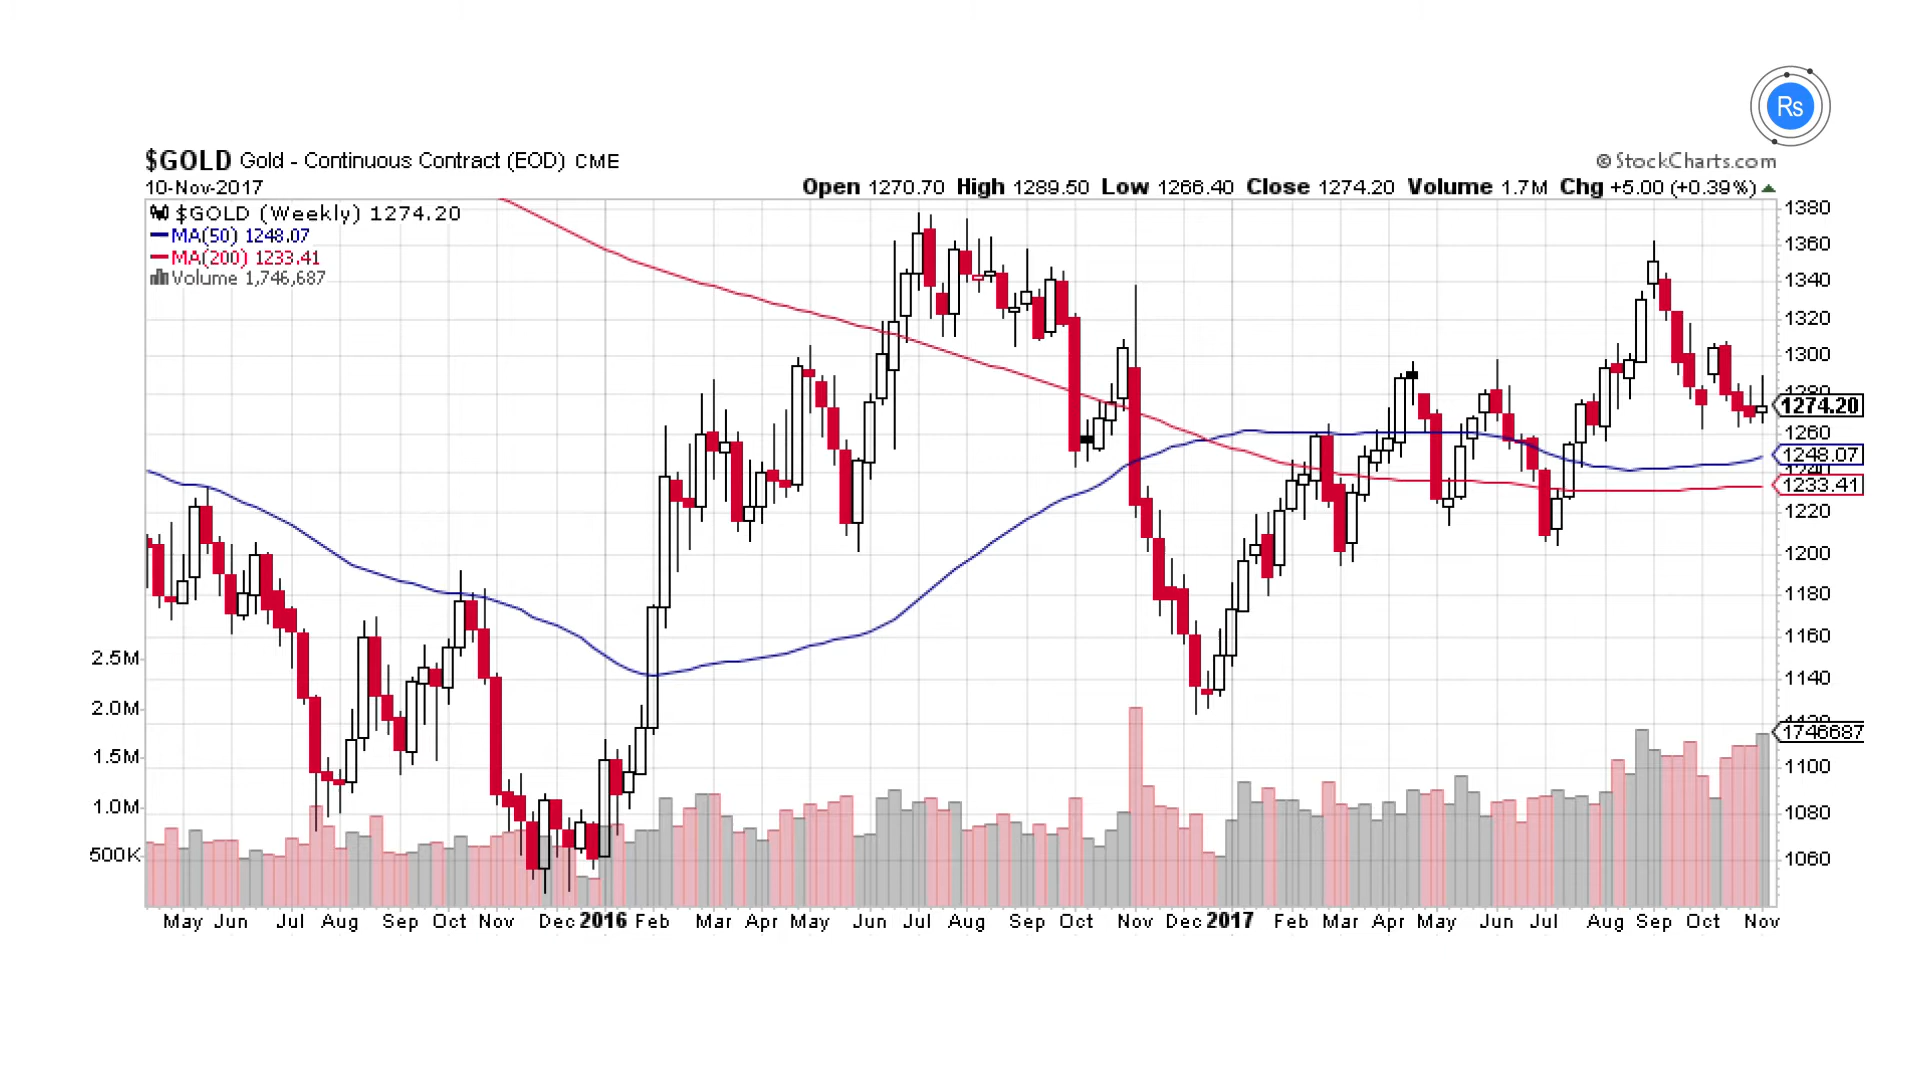 Rs
$GOLD Gold - Continuous Contract (EOD) CME
© StockCharts.com
10-Nov-2017
Open 1270.70 High 1289.50 Low 1266.40 Close 1274.20 Volume 1.7M Chg +5.00 (+0.39%)
$GOLD (Weekly) 1274.20
MA(50) 1248.07
MA(200) 1233.41
Volume 1,746,687
1380
1360
1340
1320
1300
1280
1274.20
1260
1248.07
1240
1233.41
1220
1200
1180
1160
1140
1120
1746687
1100
1080
1060
2.5M
2.0M
1.5M
1.0M
500K
May Jun Jul Aug Sep Oct Nov Dec 2016 Feb Mar Apr May Jun Jul Aug Sep Oct Nov Dec 2017 Feb Mar Apr May Jun Jul Aug Sep Oct Nov